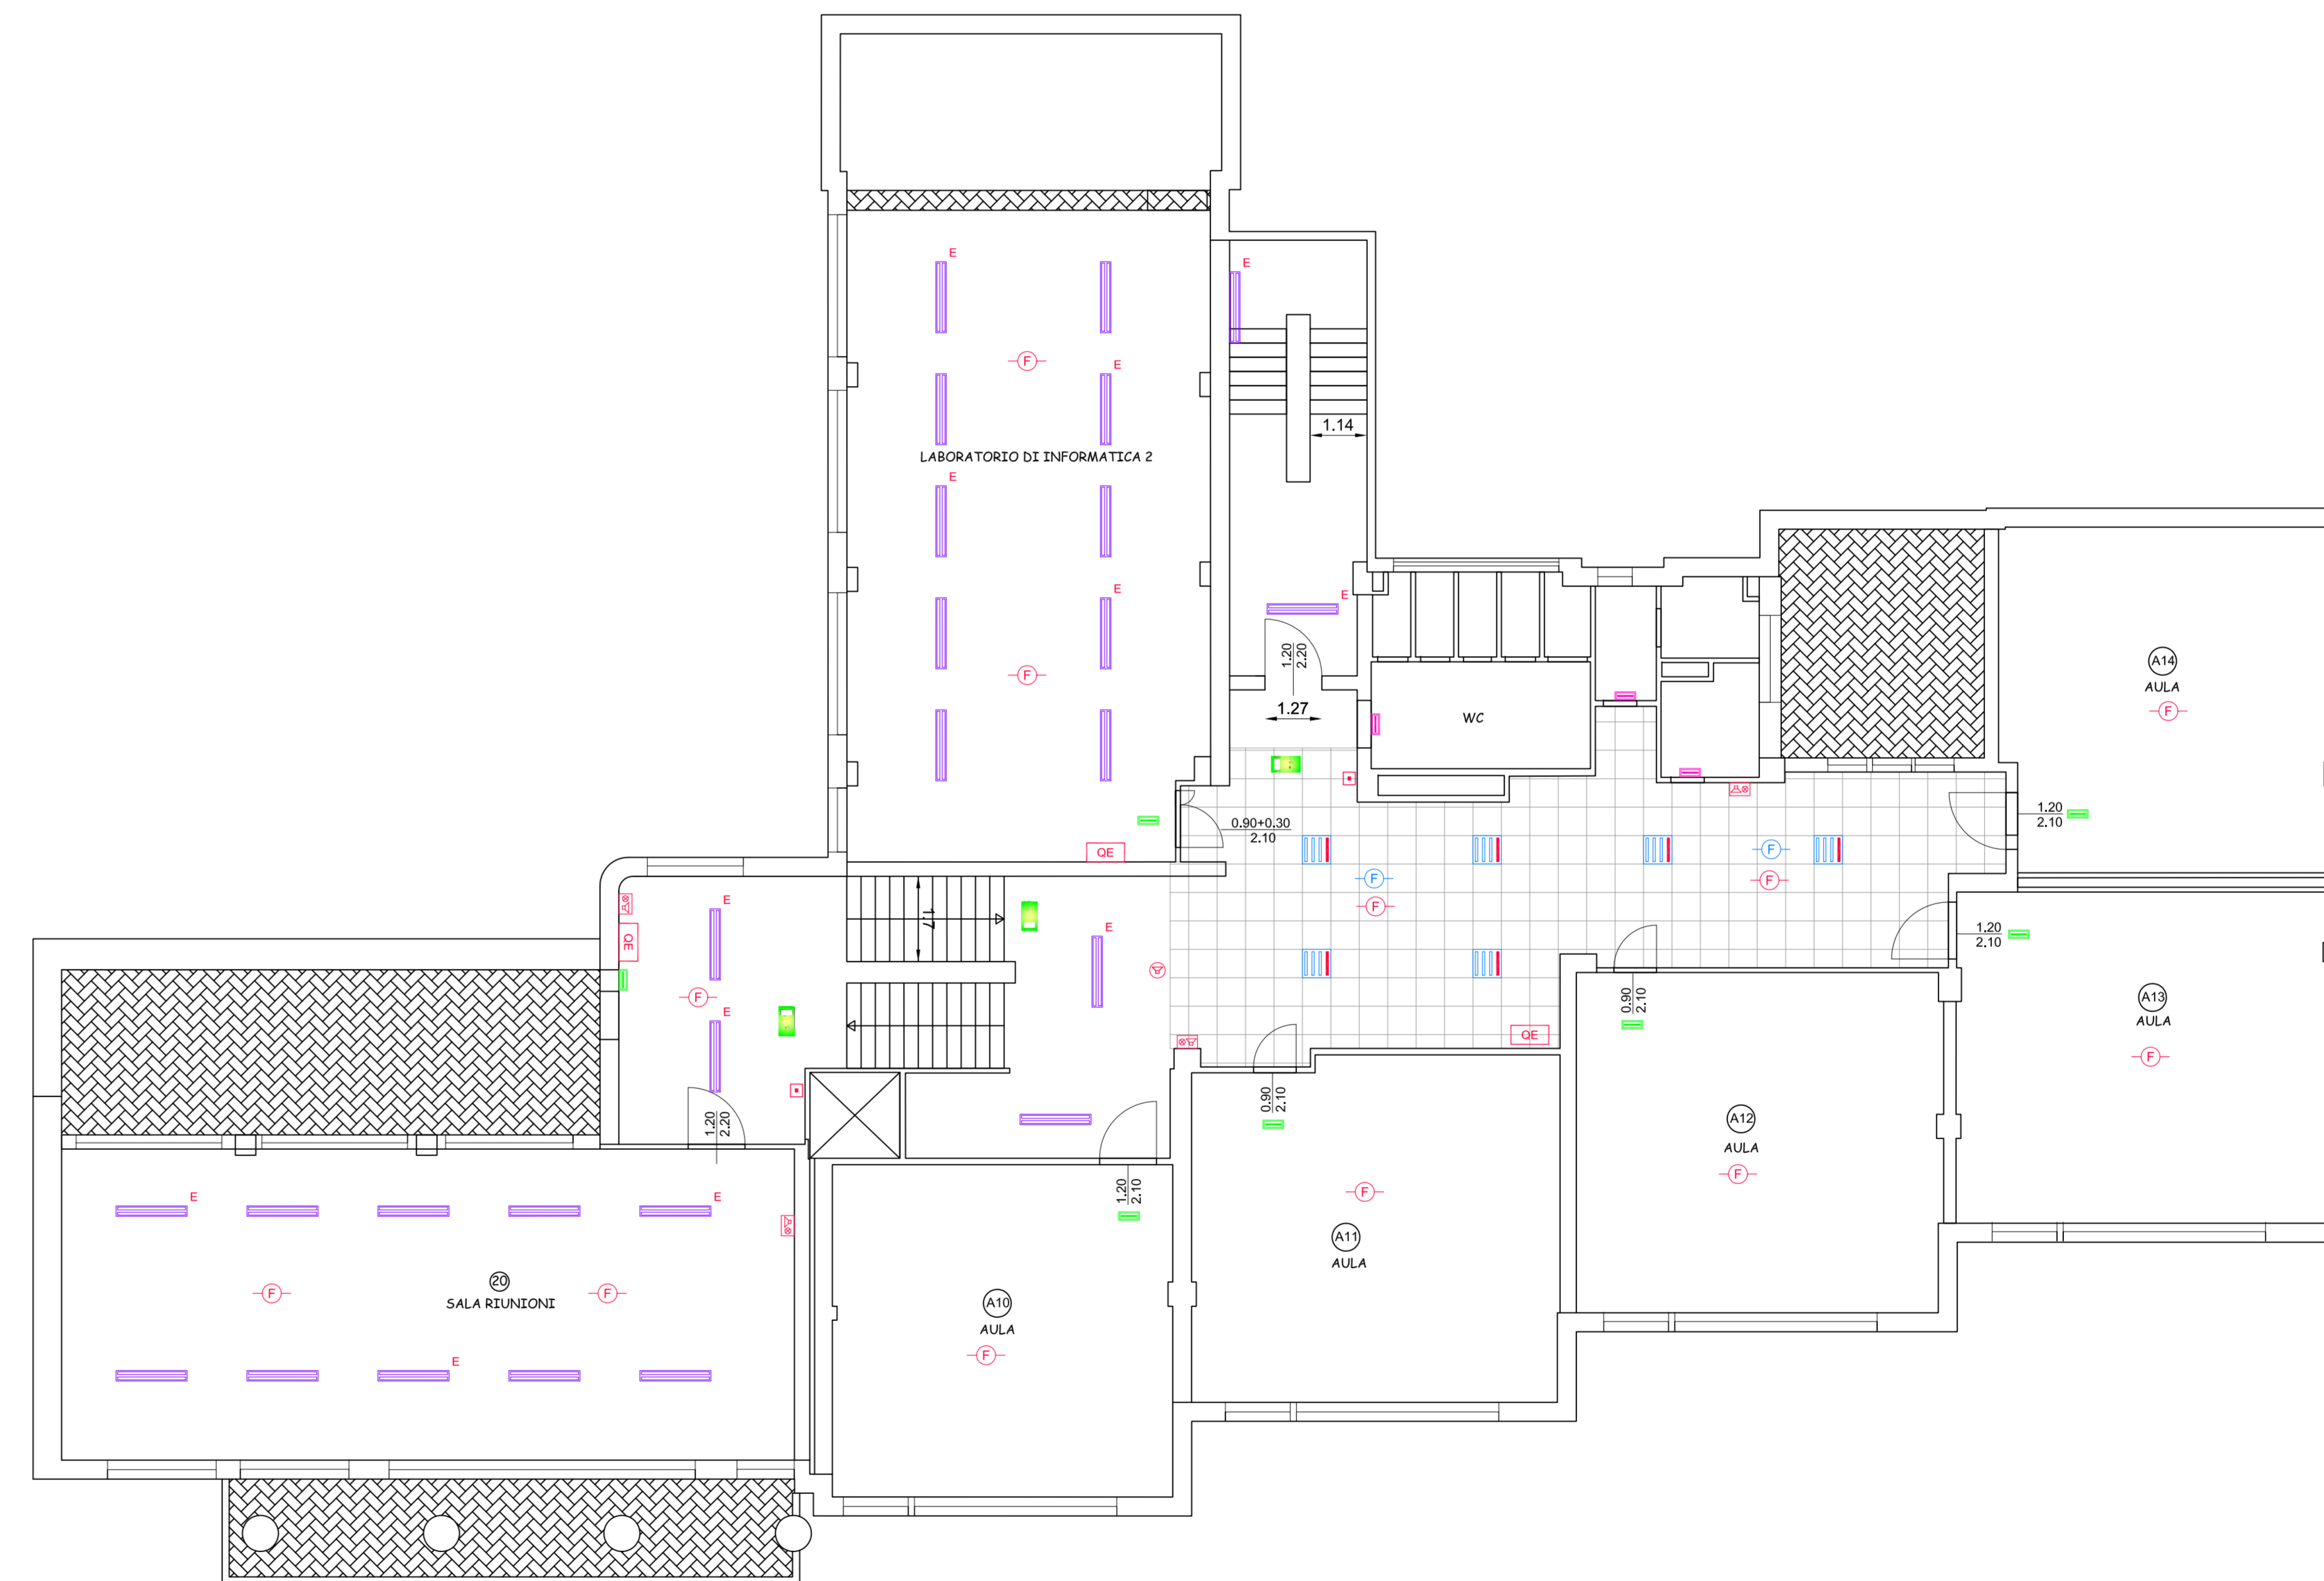 E
E
F
E
1.14
LABORATORIO DI INFORMATICA 2
E
E
E
1.20
2.20
A14
AULA
F
F
1.27
WC
0.90+0.30
2.10
1.20
2.10
QE
F
F
F
F
E
E
1.77
QE
1.20
2.10
F
E
0.90
2.10
A13
AULA
QE
F
0.90
2.10
1.20
2.20
A12
AULA
F
1.20
2.10
E
E
F
A11
AULA
F
20
F
SALA RIUNIONI
A10
AULA
F
E